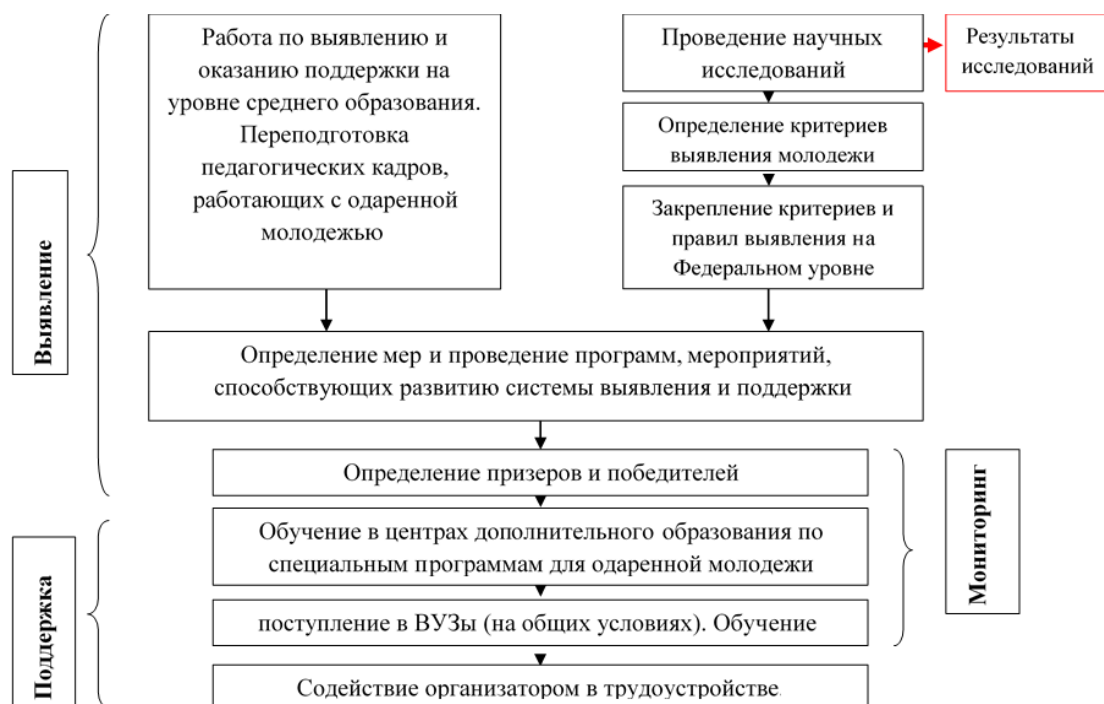 Работа по выявлению и
оказанию поддержки на
уровне среднего образования.
Переподготовка
педагогических кадров,
работающих с одаренной
молодежью
Проведение научных
исследований
Результаты
исследований
Определение критериев
выявления молодежи
Закрепление критериев и
правил выявления на
Федеральном уровне
Выявление
Определение мер и проведение программ, мероприятий,
способствующих развитию системы выявления и поддержки
Определение призеров и победителей
Обучение в центрах дополнительного образования по
специальным программам для одаренной молодежи
Мониторинг
поступление в ВУЗы (на общих условиях). Обучение
Поддержка
Содействие организатором в трудоустройстве.